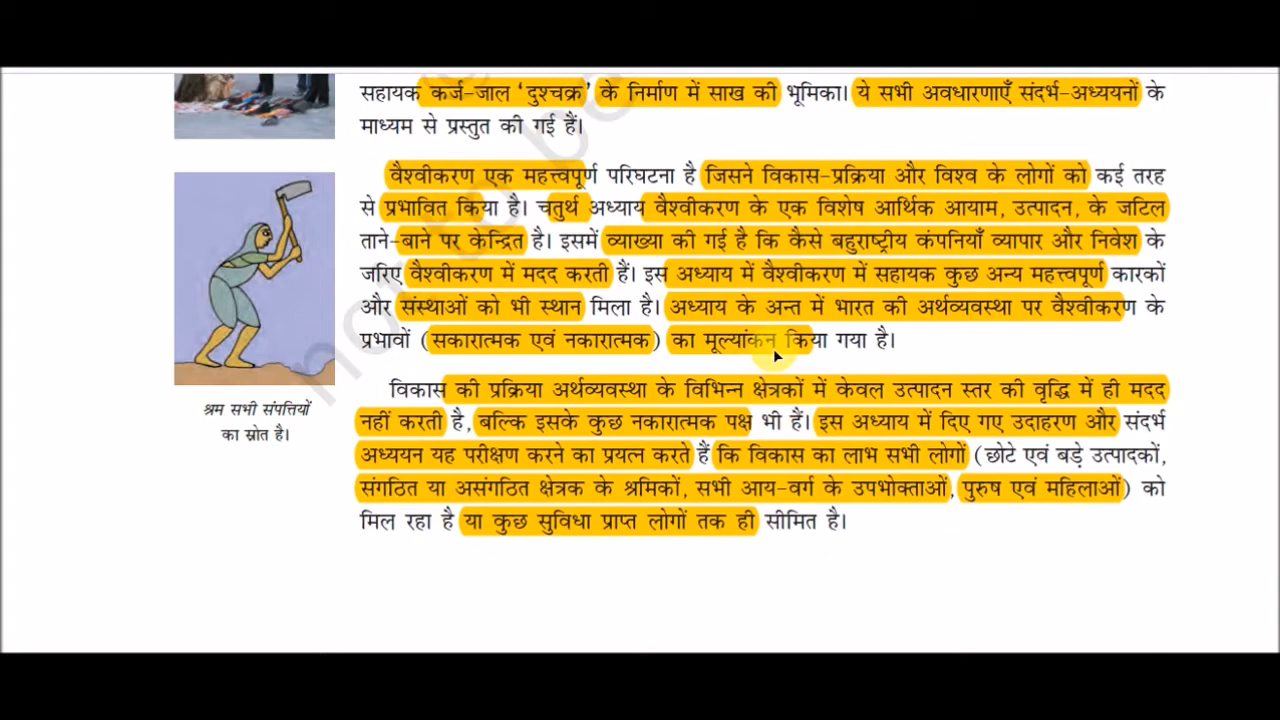 सहायक कर्ज-जाल ‘दुश्चक्र’ के निर्माण में साख की भूमिका। ये सभी अवधारणाएँ संदर्भ-अध्ययनों के
माध्यम से प्रस्तुत की गई हैं।
वैश्वीकरण एक महत्त्वपूर्ण परिघटना है जिसने विकास-प्रक्रिया और विश्व के लोगों को कई तरह
से प्रभावित किया है। चतुर्थ अध्याय वैश्वीकरण के एक विशेष आर्थिक आयाम, उत्पादन, के जटिल
ताने-बाने पर केन्द्रित है। इसमें व्याख्या की गई है कि कैसे बहुराष्ट्रीय कंपनियाँ व्यापार और निवेश के
जरिए वैश्वीकरण में मदद करती हैं। इस अध्याय में वैश्वीकरण में सहायक कुछ अन्य महत्त्वपूर्ण कारकों
और संस्थाओं को भी स्थान मिला है। अध्याय के अन्त में भारत की अर्थव्यवस्था पर वैश्वीकरण के
प्रभावों (सकारात्मक एवं नकारात्मक) का मूल्यांकन किया गया है।
श्रम सभी संपत्तियों
का स्रोत है।
विकास की प्रक्रिया अर्थव्यवस्था के विभिन्न क्षेत्रकों में केवल उत्पादन स्तर की वृद्धि में ही मदद
नहीं करती है, बल्कि इसके कुछ नकारात्मक पक्ष भी हैं। इस अध्याय में दिए गए उदाहरण और संदर्भ
अध्ययन यह परीक्षण करने का प्रयत्न करते हैं कि विकास का लाभ सभी लोगों (छोटे एवं बड़े उत्पादकों,
संगठित या असंगठित क्षेत्रक के श्रमिकों, सभी आय-वर्ग के उपभोक्ताओं, पुरुष एवं महिलाओं) को
मिल रहा है या कुछ सुविधा प्राप्त लोगों तक ही सीमित है।
not to be